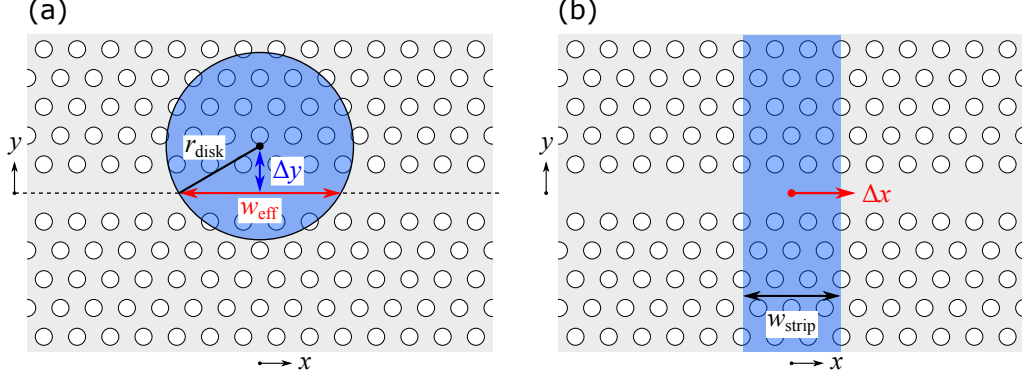 (a)
(b)
y
r_disk
Δy
w_eff
x
y
Δx
w_strip
x